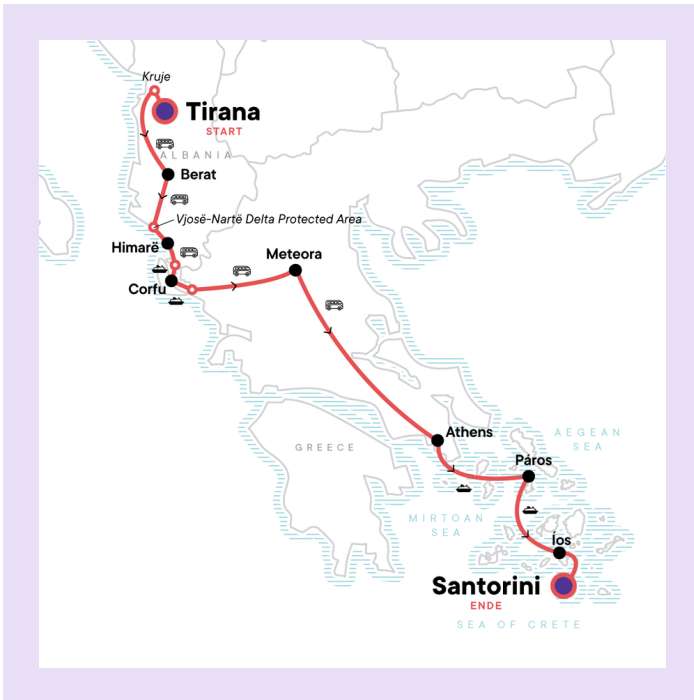 Kruje
Tirana
START
ALBANIA
Berat
Vjosë-Nartë Delta Protected Area
Himarë
Meteora
Corfu
Athens
AEGEAN
SEA
GREECE
Páros
MIRTOAN
SEA
Íos
Santorini
ENDE
SEA OF CRETE